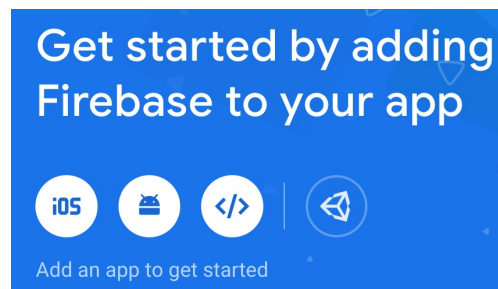 Get started by adding
Firebase to your app
iOS </>
Add an app to get started